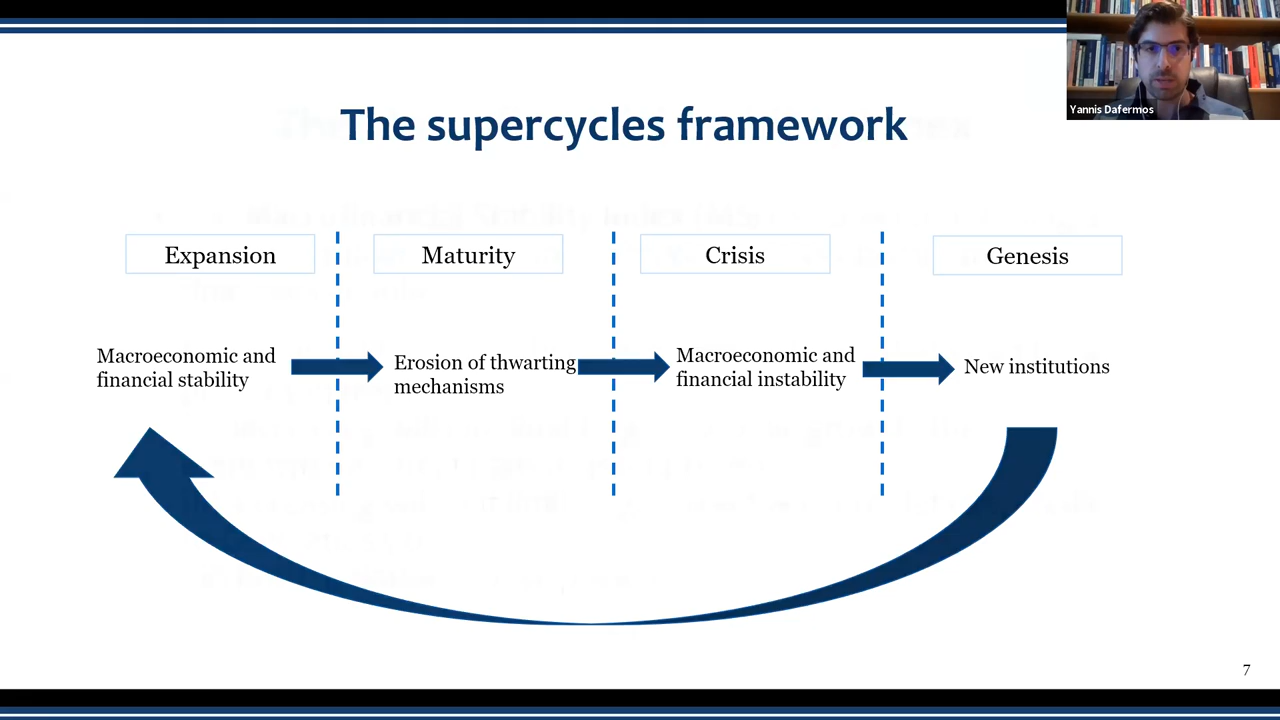 Yannis Dafermos
The supercycles framework
Expansion
Maturity
Crisis
Genesis
Macroeconomic and
financial stability
Erosion of thwarting
mechanisms
Macroeconomic and
financial instability
New institutions
7